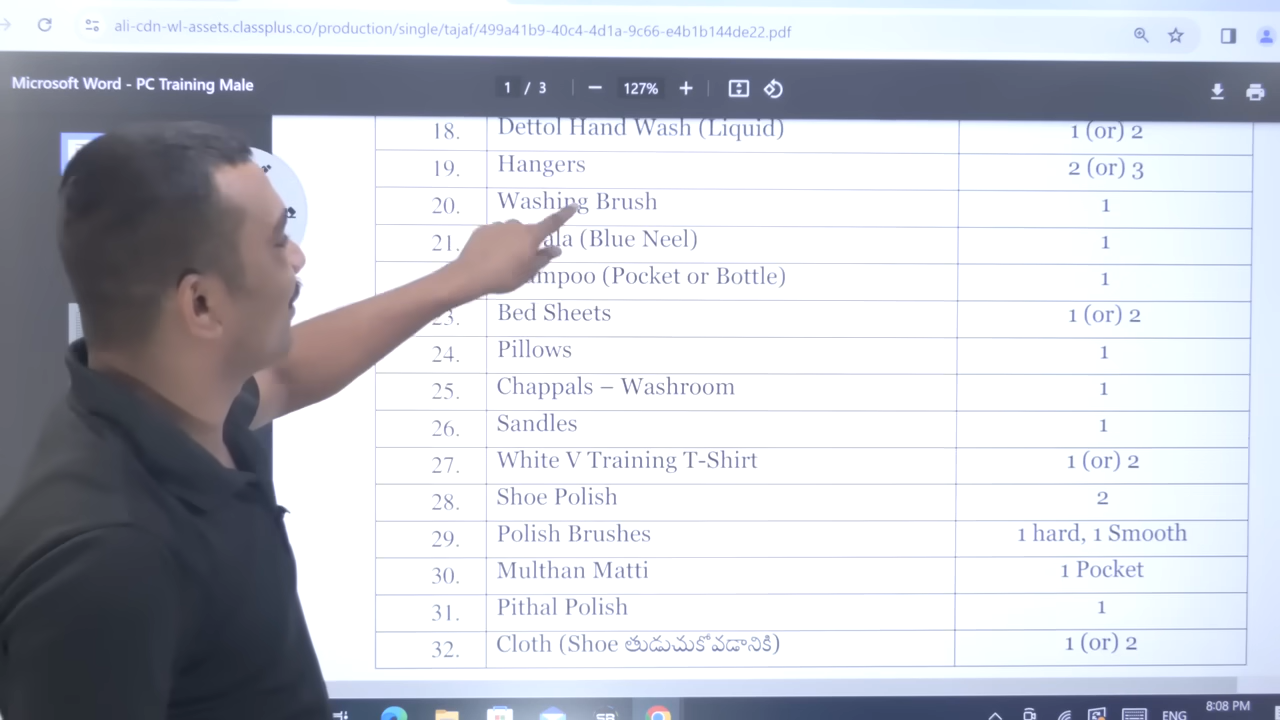 ali-cdn-wl-assets.classplus.co/production/single/tajaf/499a41b9-40c4-4d1a-9c66-e4b1b144de22.pdf
Microsoft Word - PC Training Male 1 / 3 127%
18. Dettol Hand Wash (Liquid) 1 (or) 2
19. Hangers 2 (or) 3
20. Washing Brush 1
21. (Blue Neel) 1
(Pocket or Bottle) 1
23. Bed Sheets 1 (or) 2
24. Pillows 1
25. Chappals – Washroom 1
26. Sandles 1
27. White V Training T-Shirt 1 (or) 2
28. Shoe Polish 2
29. Polish Brushes 1 hard, 1 Smooth
30. Multhan Matti 1 Pocket
31. Pithal Polish 1
32. Cloth (Shoe తుడుచుకోవడానికి) 1 (or) 2
ENG 8:08 PM